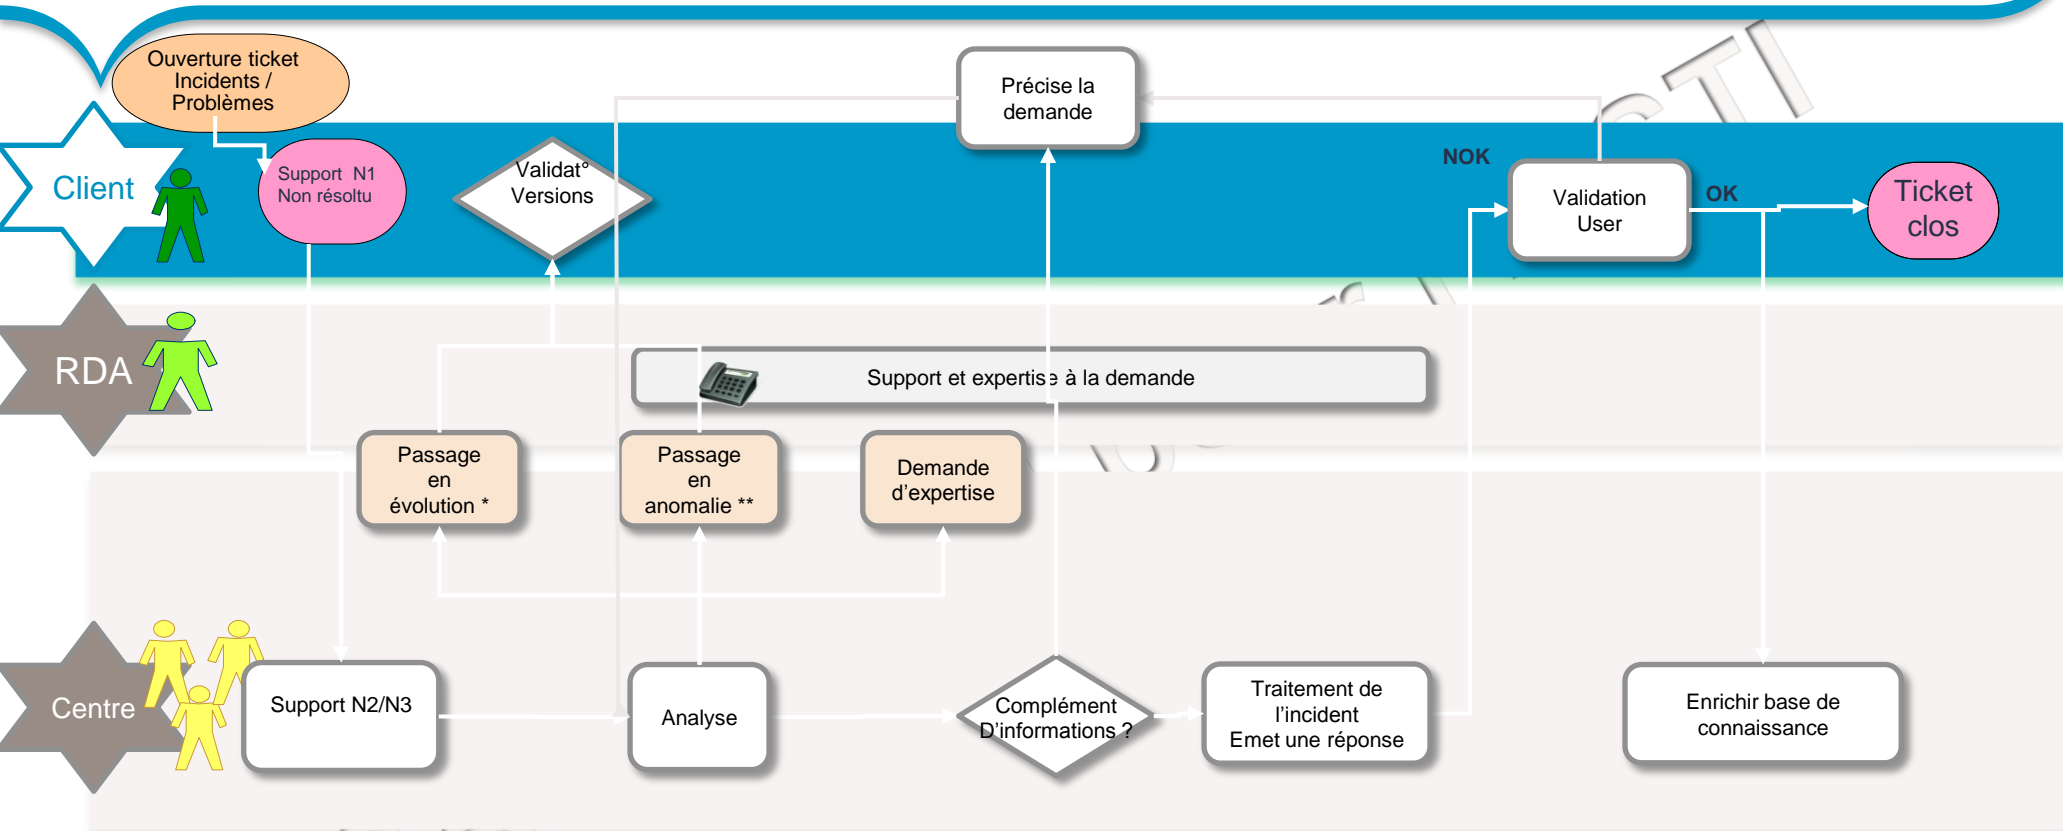 Ouverture ticket
Incidents /
Problèmes
Précise la
demande
Client
Support N1
Non résoltu
Validat°
Versions
NOK
Validation
User
OK
Ticket
clos
RDA
Support et expertise à la demande
Passage
en
évolution *
Passage
en
anomalie **
Demande
d'expertise
Centre
Support N2/N3
Analyse
Complément
D'informations ?
Traitement de
l'incident
Emet une réponse
Enrichir base de
connaissance